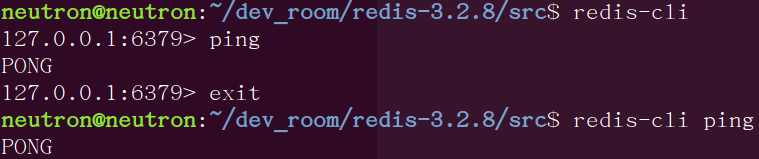 neutron@neutron:~/dev_room/redis-3.2.8/src$ redis-cli
127.0.0.1:6379> ping
PONG
127.0.0.1:6379> exit
neutron@neutron:~/dev_room/redis-3.2.8/src$ redis-cli ping
PONG